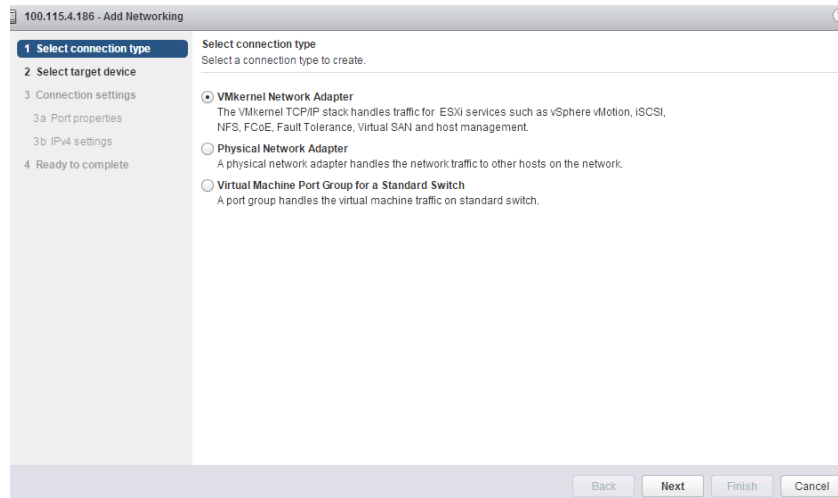 100.115.4.186 - Add Networking
1 Select connection type
2 Select target device
3 Connection settings
3a Port properties
3b IPv4 settings
4 Ready to complete
Select connection type
Select a connection type to create.
VMkernel Network Adapter
The VMkernel TCP/IP stack handles traffic for ESXi services such as vSphere vMotion, iSCSI,
NFS, FCoE, Fault Tolerance, Virtual SAN and host management.
Physical Network Adapter
A physical network adapter handles the network traffic to other hosts on the network.
Virtual Machine Port Group for a Standard Switch
A port group handles the virtual machine traffic on standard switch.
Back Next Finish Cancel